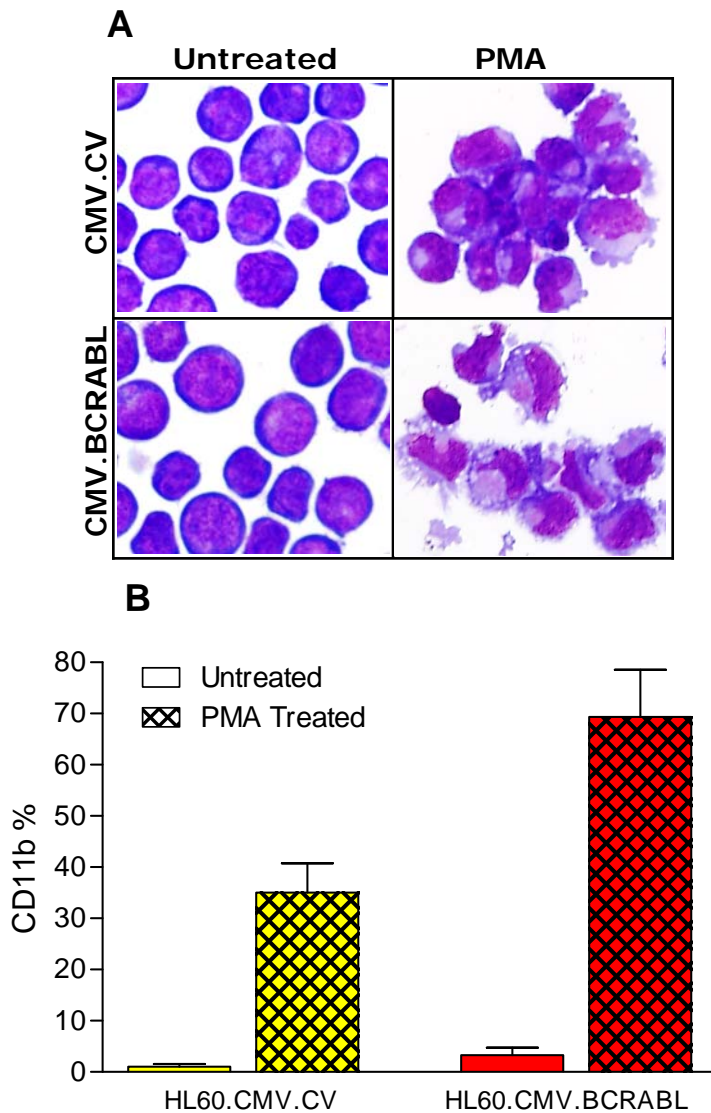 A
Untreated PMA
CMV.CV
CMV.BCRABL
B
80
70
60
50
40
30
20
10
0
CD11b %
Untreated
PMA Treated
HL60.CMV.CV HL60.CMV.BCRABL